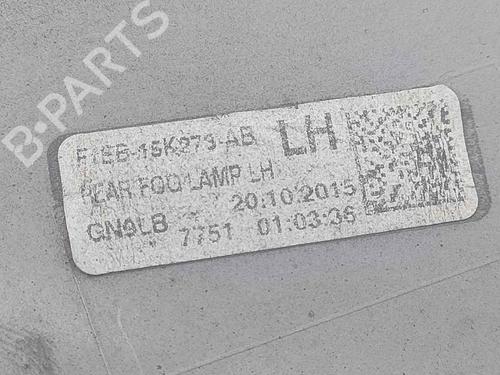 B-PARTS
F1EB-15K273-AB LH
REAR FOG LAMP LH
GN9LB 20.10.2015
7751 01:03:36